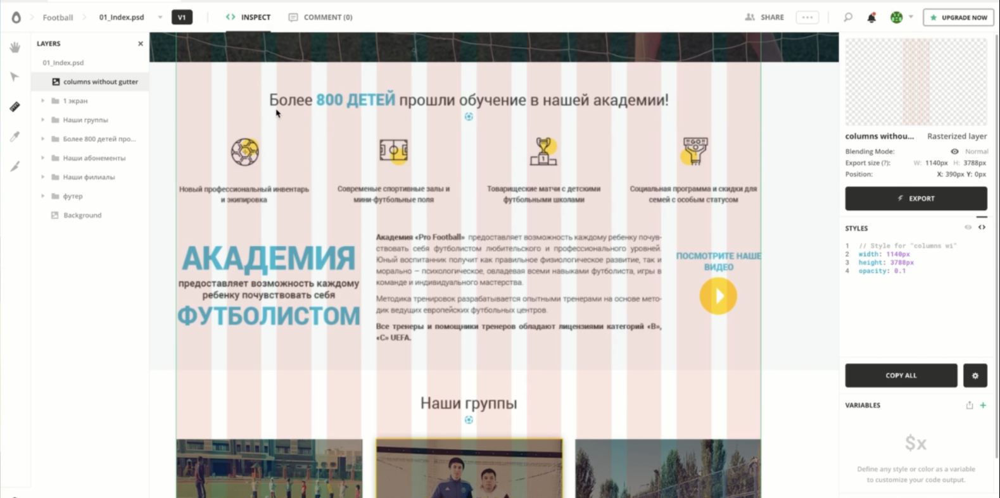 Football
01_Index.psd
V1
INSPECT
COMMENT (0)
SHARE
UPGRADE NOW
LAYERS
01_Index.psd
columns without gutter
1 экран
Наши группы
Более 800 детей про...
Наши абонементы
Наши филиалы
футер
Background
Более 800 ДЕТЕЙ прошли обучение в нашей академии!
GO
1
Новый профессиональный инвентарь
и экипировка
Современые спортивные залы и
мини-футбольные поля
Товарищеские матчи с детскими
футбольными школами
Социальная программа и скидки для
семей с особым статусом
АКАДЕМИЯ
предоставляет возможность каждому
ребенку почувствовать себя
ФУТБОЛИСТОМ
Академия «Pro Football» предоставляет возможность каждому ребенку почув-
ствовать себя футболистом любительского и профессионального уровней.
Юный воспитанник получит как правильное физиологическое развитие, так и
морально – психологическое, овладевая всеми навыками футболиста, игры в
команде и индивидуального мастерства.
Методика тренировок разрабатывается опытными тренерами на основе мето-
дик ведущих европейских футбольных центров.
Все тренеры и помощники тренеров обладают лицензиями категорий «B»,
«C» UEFA.
ПОСМОТРИТЕ НАШЕ
ВИДЕО
Наши группы
columns withou...
Rasterized layer
Blending Mode: Normal
Export size (?): W: 1140px H: 3788px
Position: X: 390px Y: 0px
EXPORT
STYLES
1 // Style for "columns wi"
2 width: 1140px
3 height: 3788px
4 opacity: 0.1
COPY ALL
VARIABLES
$x
Define any style or color as a variable
to customize your code output.